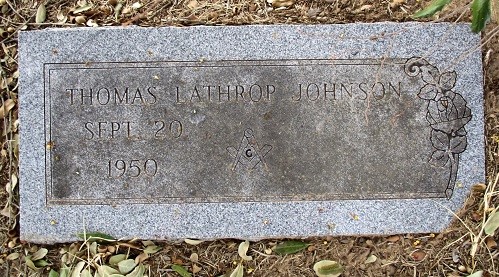 THOMAS LATHROP JOHNSON
SEPT. 20
1950
G